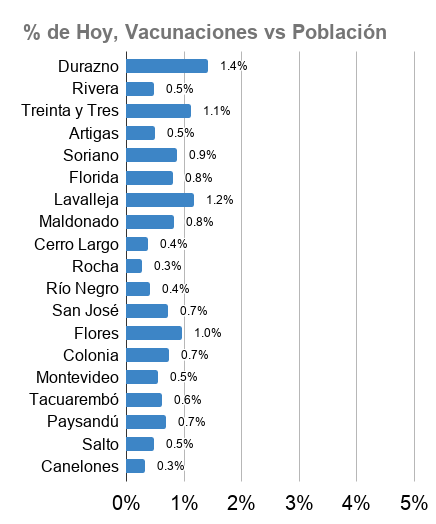 % de Hoy, Vacunaciones vs Población
Durazno 1.4%
Rivera 0.5%
Treinta y Tres 1.1%
Artigas 0.5%
Soriano 0.9%
Florida 0.8%
Lavalleja 1.2%
Maldonado 0.8%
Cerro Largo 0.4%
Rocha 0.3%
Río Negro 0.4%
San José 0.7%
Flores 1.0%
Colonia 0.7%
Montevideo 0.5%
Tacuarembó 0.6%
Paysandú 0.7%
Salto 0.5%
Canelones 0.3%
0% 1% 2% 3% 4% 5%